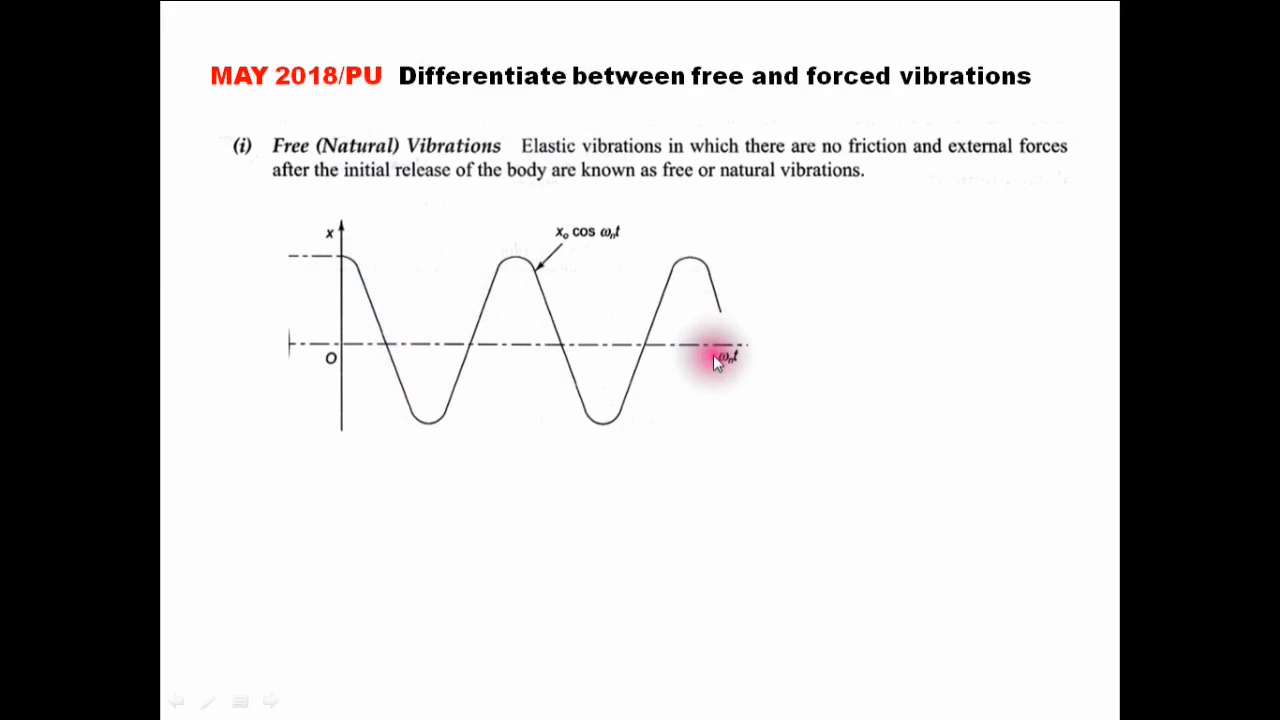 MAY 2018/PU Differentiate between free and forced vibrations
(i) Free (Natural) Vibrations Elastic vibrations in which there are no friction and external forces
after the initial release of the body are known as free or natural vibrations.
x
x₀ cos ωₙt
O
ωₙt